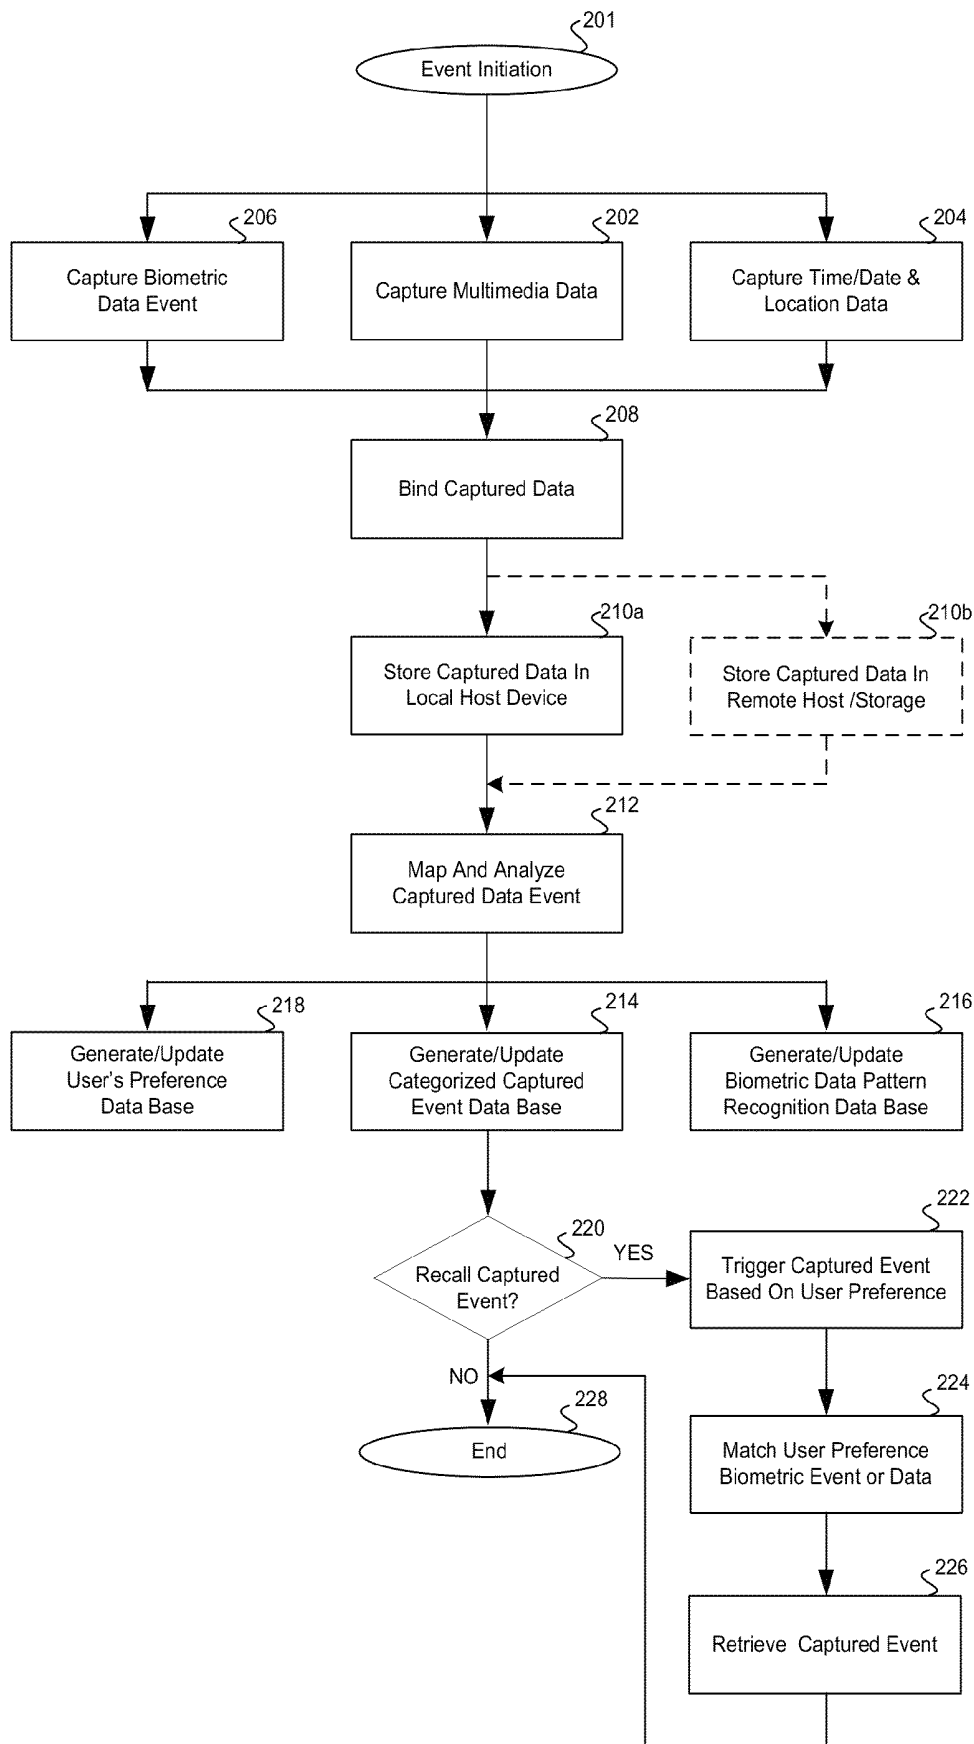 201
Event Initiation
206
202
204
Capture Biometric
Data Event
Capture Multimedia Data
Capture Time/Date &
Location Data
208
Bind Captured Data
210a
210b
Store Captured Data In
Local Host Device
Store Captured Data In
Remote Host /Storage
212
Map And Analyze
Captured Data Event
218
214
216
Generate/Update
User's Preference
Data Base
Generate/Update
Categorized Captured
Event Data Base
Generate/Update
Biometric Data Pattern
Recognition Data Base
222
220
YES
Recall Captured
Event?
Trigger Captured Event
Based On User Preference
NO
228
End
224
Match User Preference
Biometric Event or Data
226
Retrieve Captured Event